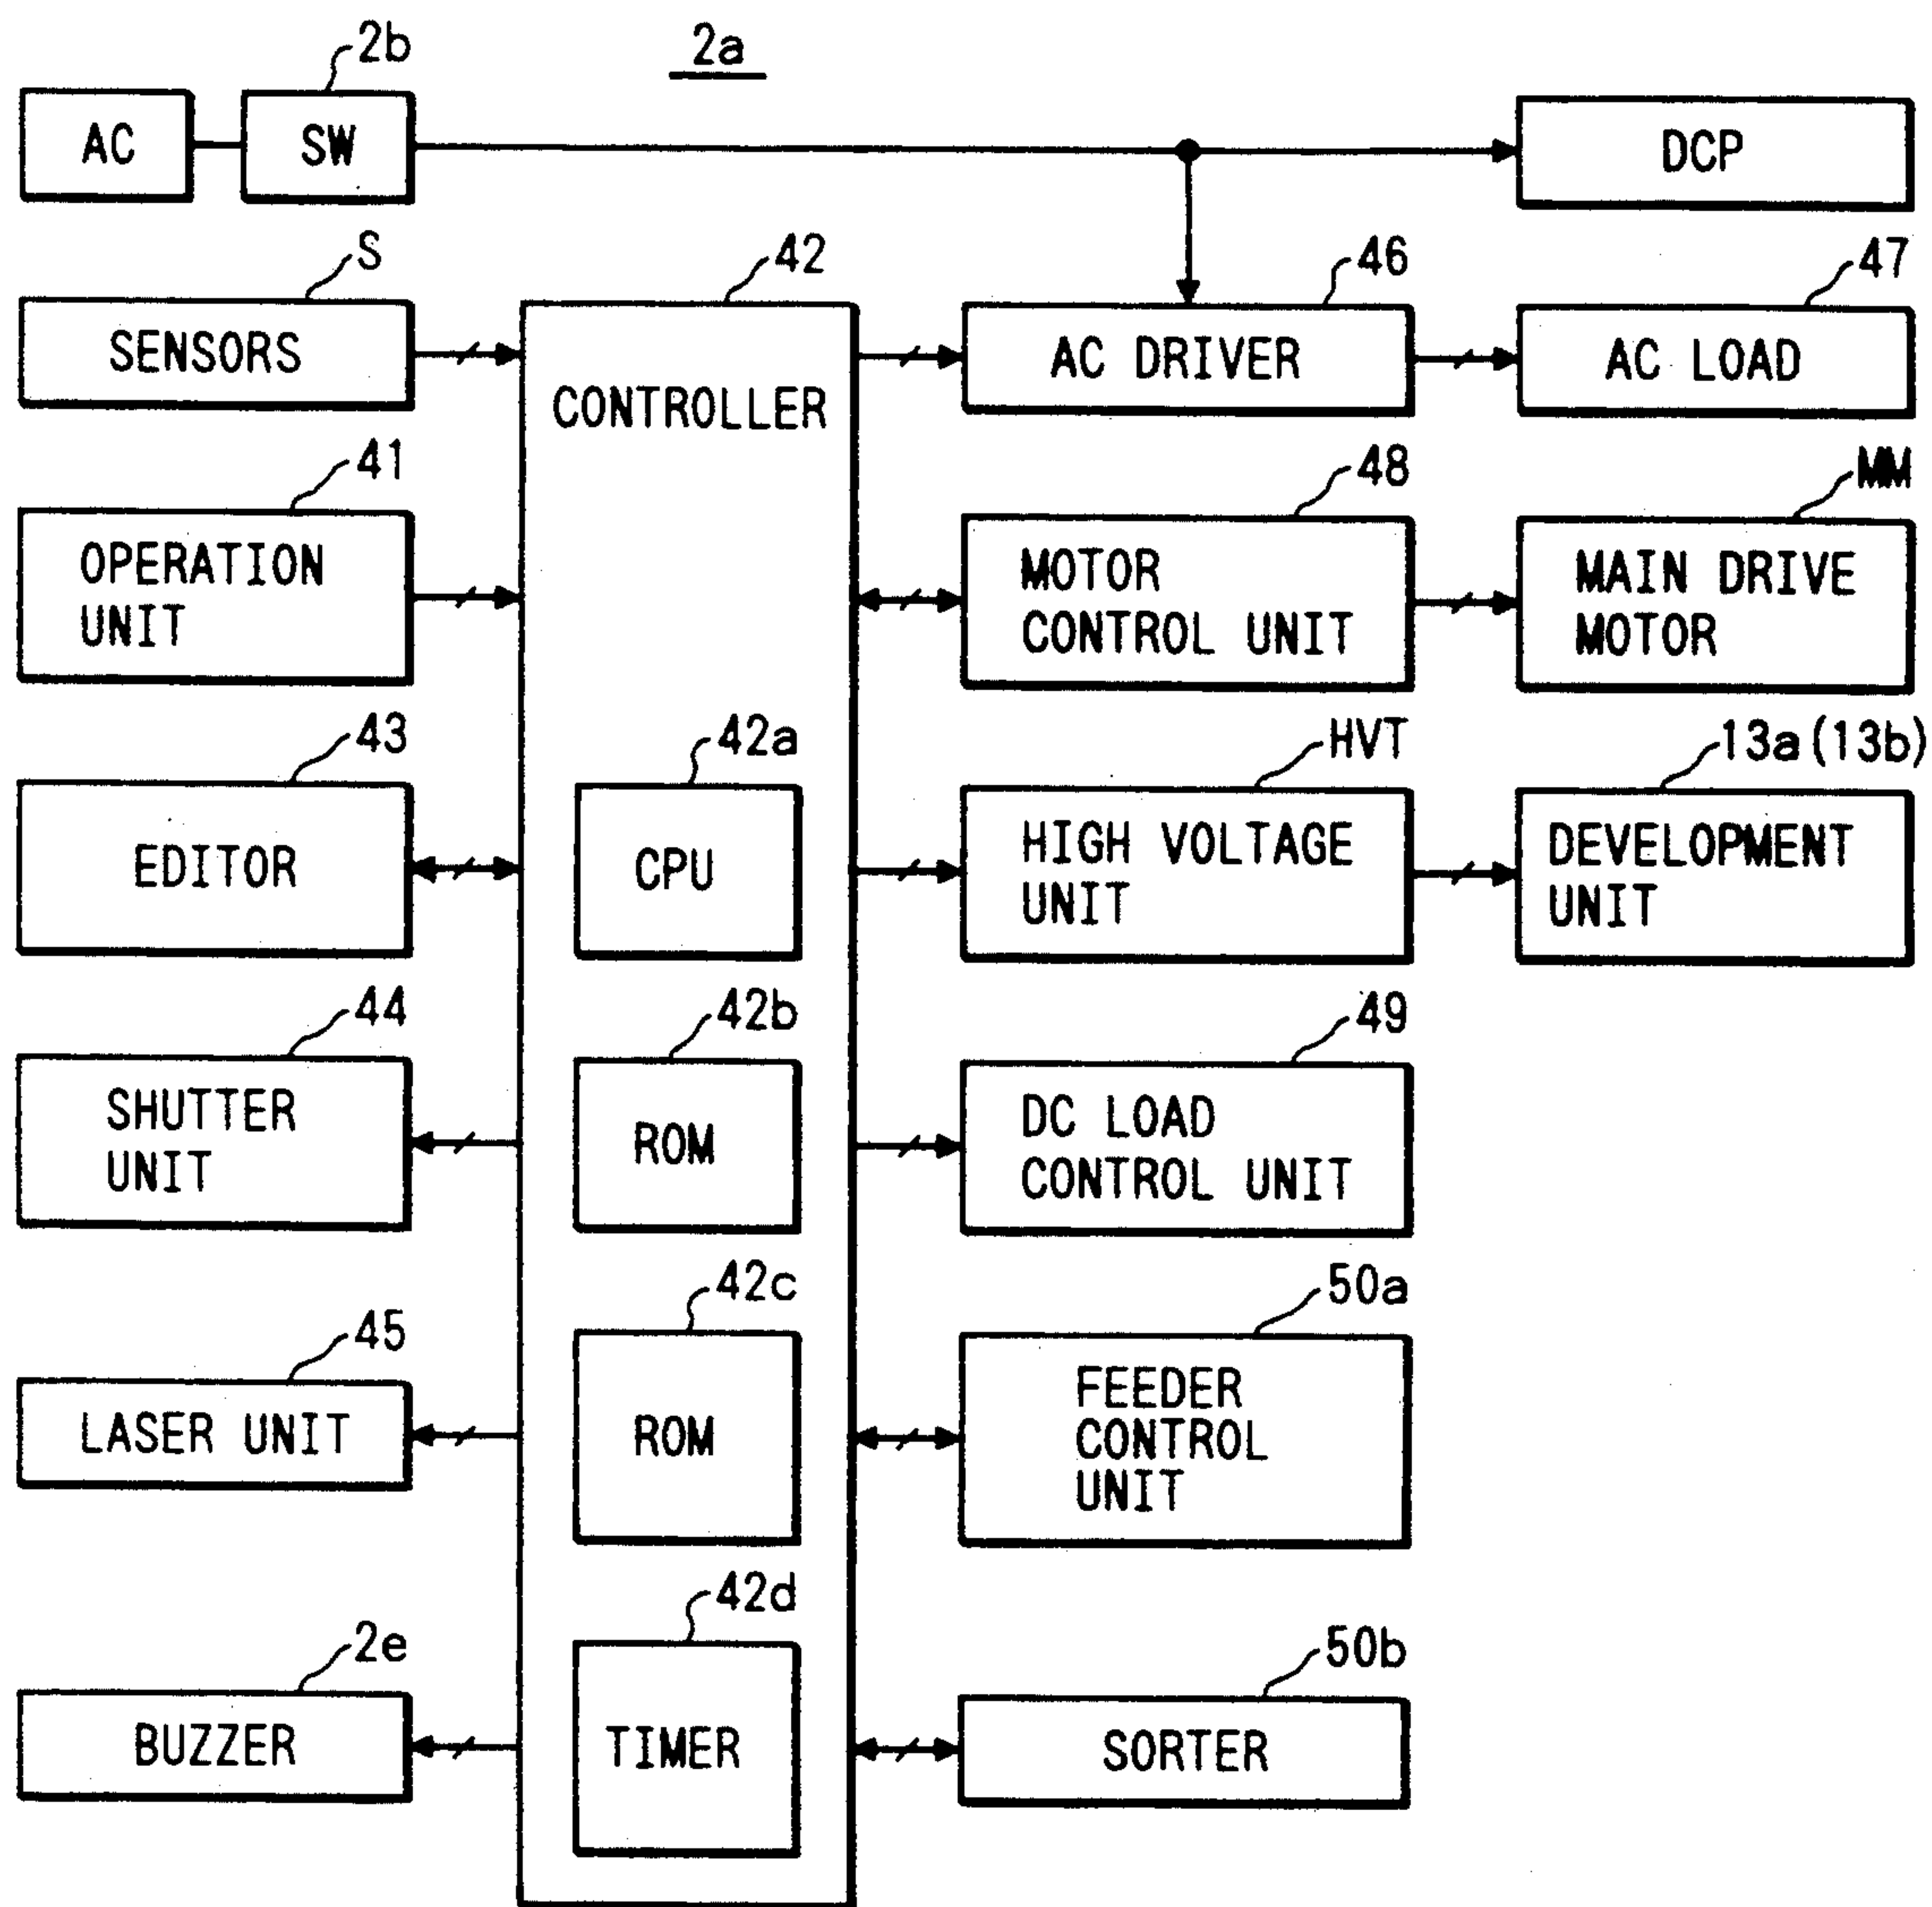 2b
2a
AC
SW
DCP
S
42
46
47
SENSORS
CONTROLLER
AC DRIVER
AC LOAD
41
48
MM
OPERATION
UNIT
MOTOR
CONTROL UNIT
MAIN DRIVE
MOTOR
43
42a
HVT
13a(13b)
EDITOR
CPU
HIGH VOLTAGE
UNIT
DEVELOPMENT
UNIT
44
42b
49
SHUTTER
UNIT
ROM
DC LOAD
CONTROL UNIT
45
42c
50a
LASER UNIT
ROM
FEEDER
CONTROL
UNIT
2e
42d
50b
BUZZER
TIMER
SORTER